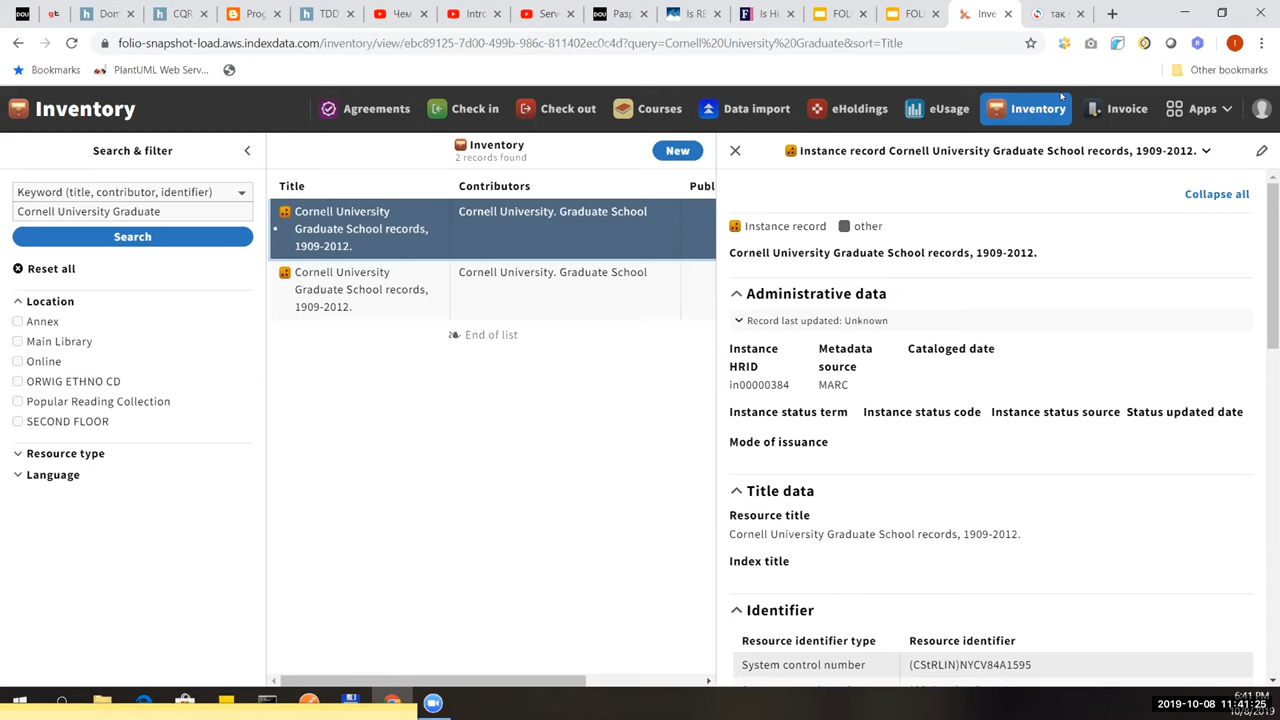 Dom
CQR
Prog
TDD
Чем
Intro
Serve
DOU
Разр
Is RE
Is Hi
FOL
FOL
Inve
так
folio-snapshot-load.aws.indexdata.com/inventory/view/ebc89125-7d00-499b-986c-811402ec0c4d?query=Cornell%20University%20Graduate&sort=Title
Bookmarks
PlantUML Web Serv...
Other bookmarks
Inventory
Agreements
Check in
Check out
Courses
Data import
eHoldings
eUsage
Inventory
Invoice
Apps
Search & filter
Keyword (title, contributor, identifier)
Cornell University Graduate
Search
Reset all
Location
Annex
Main Library
Online
ORWIG ETHNO CD
Popular Reading Collection
SECOND FLOOR
Resource type
Language
Inventory
2 records found
New
Title Contributors Publ
Cornell University Graduate School records, 1909-2012.
Cornell University. Graduate School
Cornell University Graduate School records, 1909-2012.
Cornell University. Graduate School
End of list
Instance record Cornell University Graduate School records, 1909-2012.
Collapse all
Instance record other
Cornell University Graduate School records, 1909-2012.
Administrative data
Record last updated: Unknown
Instance HRID
in00000384
Metadata source
MARC
Cataloged date
Instance status term
Instance status code
Instance status source
Status updated date
Mode of issuance
Title data
Resource title
Cornell University Graduate School records, 1909-2012.
Index title
Identifier
Resource identifier type Resource identifier
System control number (CStRLIN)NYCV84A1595
6:41 PM
2019-10-08 11:41:25
10/8/2019